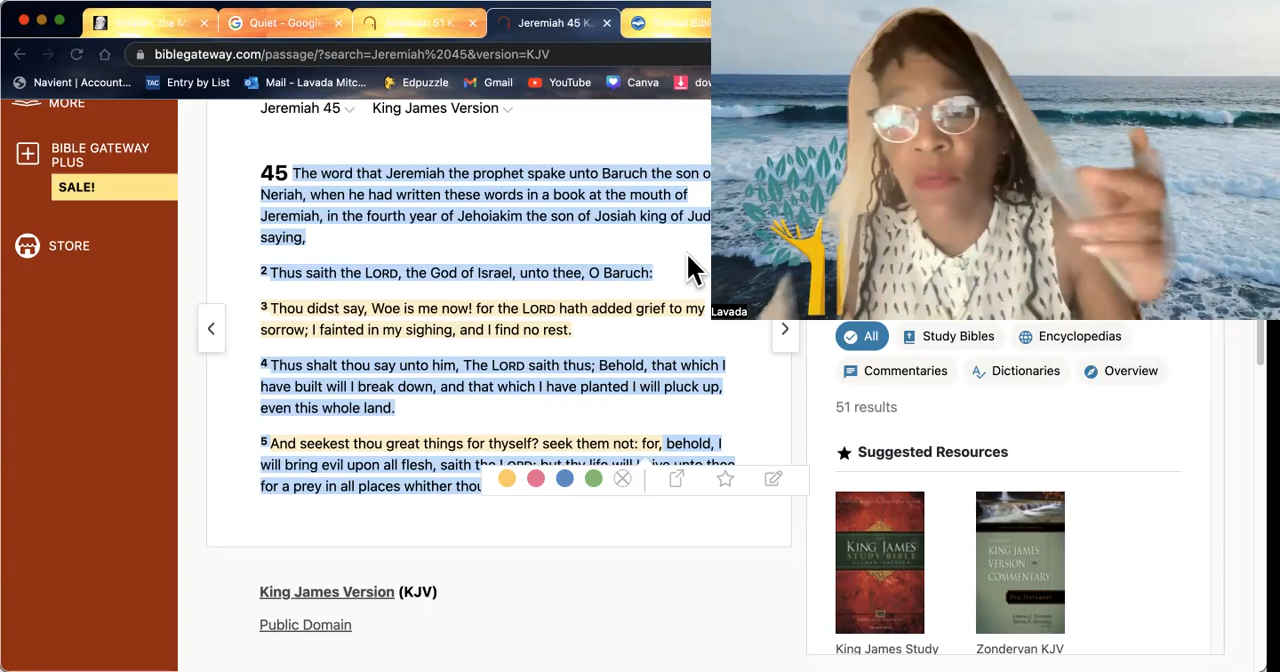 Quiet - Google
Jeremiah 51 K
Jeremiah 45 K
biblegateway.com/passage/?search=Jeremiah%2045&version=KJV
Navient | Account...
TAC
Entry by List
Mail - Lavada Mitc...
Edpuzzle
Gmail
YouTube
Canva
MORE
Jeremiah 45
King James Version
BIBLE GATEWAY
PLUS
SALE!
STORE
45 The word that Jeremiah the prophet spake unto Baruch the son o
Neriah, when he had written these words in a book at the mouth of
Jeremiah, in the fourth year of Jehoiakim the son of Josiah king of Jud
saying,
2 Thus saith the LORD, the God of Israel, unto thee, O Baruch:
3 Thou didst say, Woe is me now! for the LORD hath added grief to my
sorrow; I fainted in my sighing, and I find no rest.
4 Thus shalt thou say unto him, The LORD saith thus; Behold, that which I
have built will I break down, and that which I have planted I will pluck up,
even this whole land.
5 And seekest thou great things for thyself? seek them not: for, behold, I
will bring evil upon all flesh, saith the LORD: but thy life will I give unto thee
for a prey in all places whither thou
King James Version (KJV)
Public Domain
Lavada
All
Study Bibles
Encyclopedias
Commentaries
Dictionaries
Overview
51 results
Suggested Resources
KING JAMES
STUDY BIBLE
KING JAMES
VERSION
COMMENTARY
King James Study
Zondervan KJV